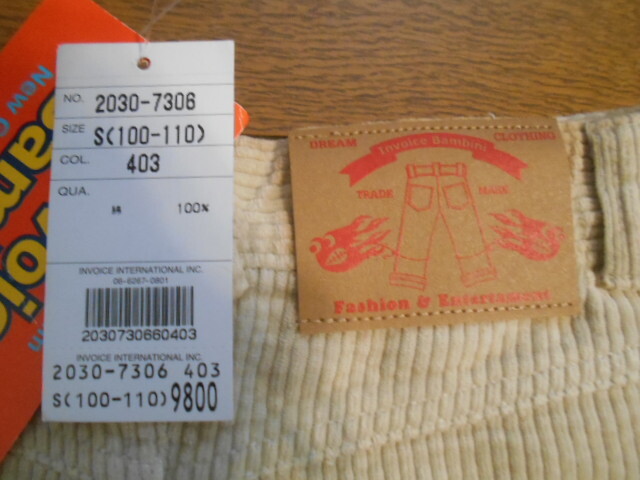 NO. 2030-7306
SIZE S(100-110)
COL. 403
QUA.
綿 100%
INVOICE INTERNATIONAL INC.
06-6267-0801
2030730660403
INVOICE INTERNATIONAL INC.
2030-7306 403
S(100-110) 9800
New
DREAM Invoice Bambini CLOTHING
TRADE MARK
Fashion & Entertainment